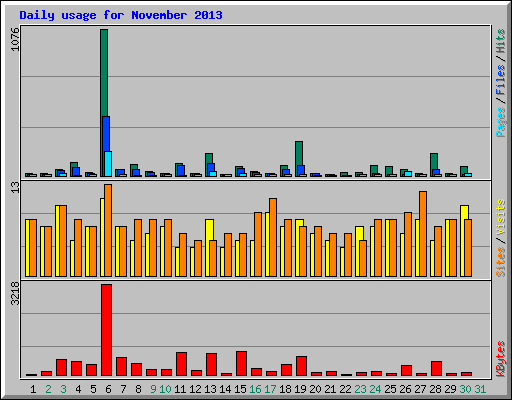 Daily usage for November 2013
1076
Pages / Files / Hits
13
Sites / Visits
3218
KBytes
1 2 3 4 5 6 7 8 9 10 11 12 13 14 15 16 17 18 19 20 21 22 23 24 25 26 27 28 29 30 31